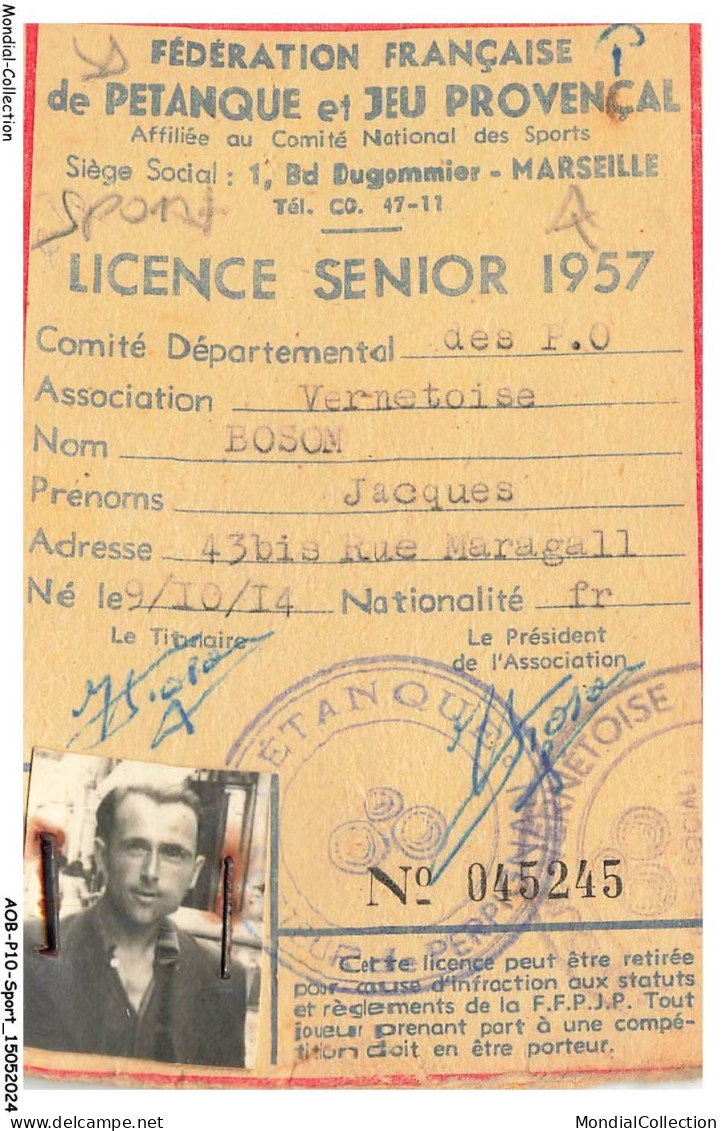 Mondial-Collection
FÉDÉRATION FRANÇAISE
de PETANQUE et JEU PROVENÇAL
Affiliée au Comité National des Sports
Siège Social : 1, Bd Dugommier - MARSEILLE
Tél. CO. 47-11
sport
LICENCE SENIOR 1957
Comité Départemental des P.O
Association Vernetoise
Nom BOSOM
Prénoms Jacques
Adresse 43bis Rue Maragall
Né le 9/10/14 Nationalité fr
Le Titulaire
Le Président
de l'Association
PÉTANQUE
VERNETOISE
SOCIAL
PERPIGNAN
Nº 045245
Cette licence peut être retirée
pour cause d'infraction aux statuts
et règlements de la F.F.P.J.P. Tout
joueur prenant part à une compé-
tition doit en être porteur.
AOB-P10-Sport_15052024
MondialCollection